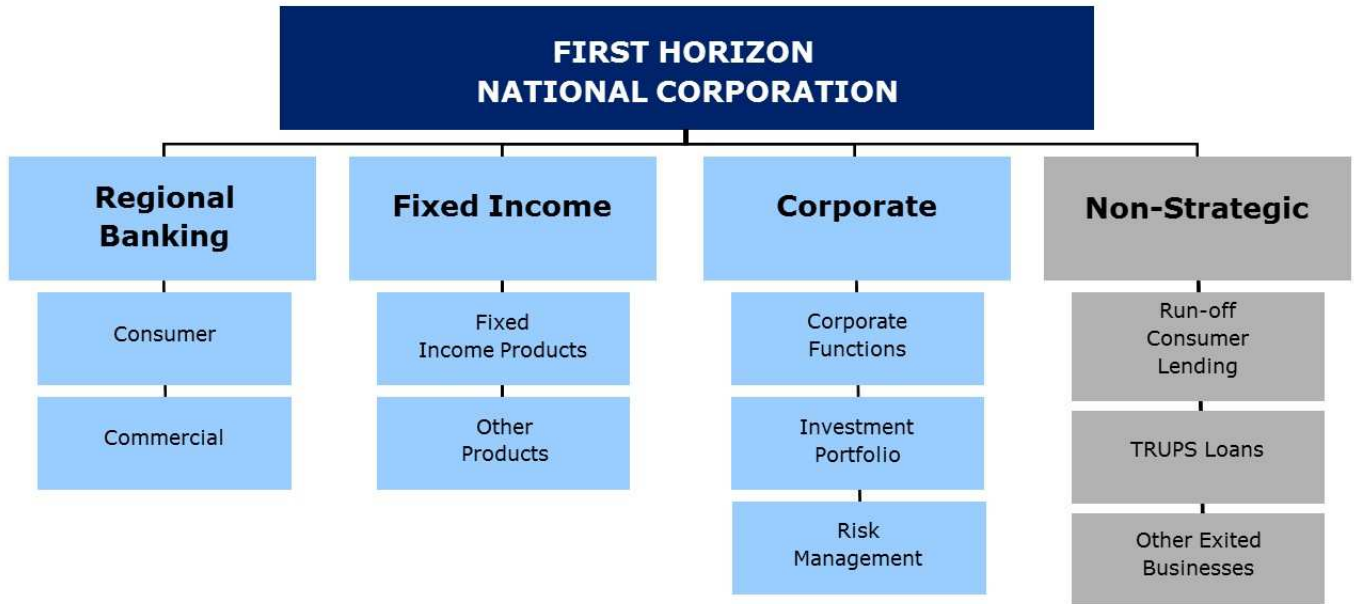 FIRST HORIZON
NATIONAL CORPORATION
Regional
Banking
Consumer
Commercial
Fixed Income
Fixed
Income Products
Other
Products
Corporate
Corporate
Functions
Investment
Portfolio
Risk
Management
Non-Strategic
Run-off
Consumer
Lending
TRUPS Loans
Other Exited
Businesses